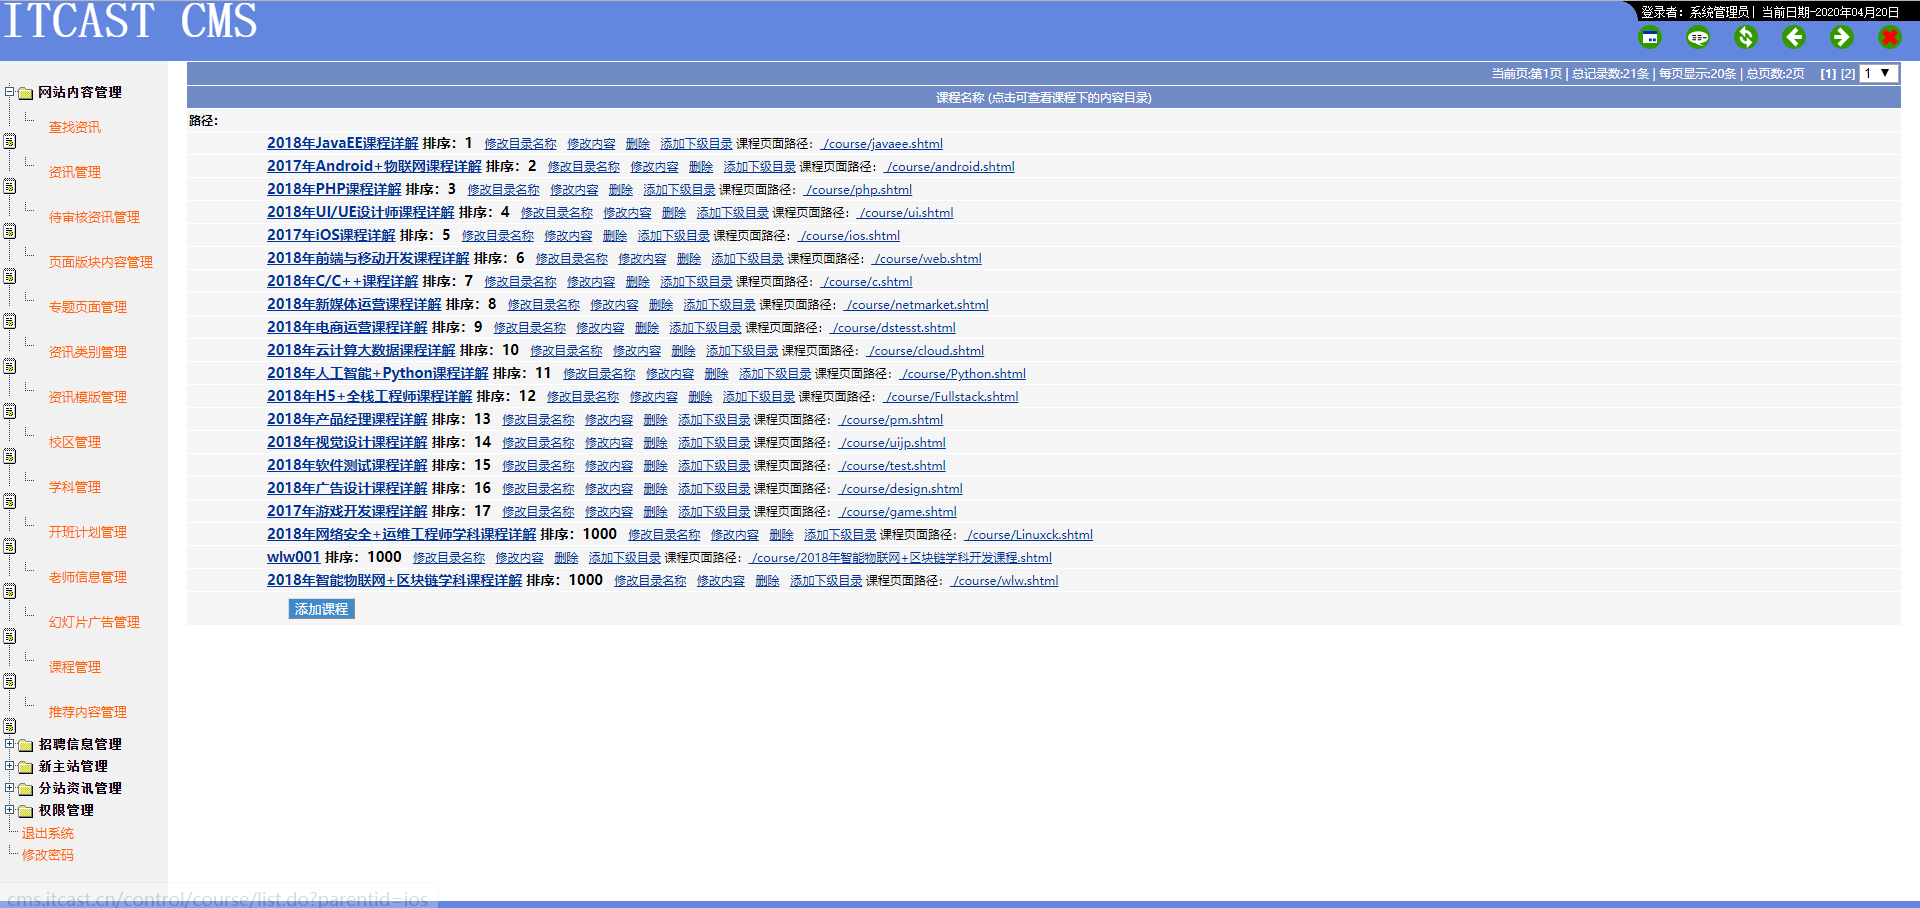 ITCAST CMS
登录者：系统管理员 | 当前日期-2020年04月20日
当前页:第1页 | 总记录数:21条 | 每页显示:20条 | 总页数:2页 [1] [2] 1
课程名称 (点击可查看课程下的内容目录)
路径：
2018年JavaEE课程详解 排序：1 修改目录名称 修改内容 删除 添加下级目录 课程页面路径： /course/javaee.shtml
2017年Android+物联网课程详解 排序：2 修改目录名称 修改内容 删除 添加下级目录 课程页面路径： /course/android.shtml
2018年PHP课程详解 排序：3 修改目录名称 修改内容 删除 添加下级目录 课程页面路径： /course/php.shtml
2018年UI/UE设计师课程详解 排序：4 修改目录名称 修改内容 删除 添加下级目录 课程页面路径： /course/ui.shtml
2017年iOS课程详解 排序：5 修改目录名称 修改内容 删除 添加下级目录 课程页面路径： /course/ios.shtml
2018年前端与移动开发课程详解 排序：6 修改目录名称 修改内容 删除 添加下级目录 课程页面路径： /course/web.shtml
2018年C/C++课程详解 排序：7 修改目录名称 修改内容 删除 添加下级目录 课程页面路径： /course/c.shtml
2018年新媒体运营课程详解 排序：8 修改目录名称 修改内容 删除 添加下级目录 课程页面路径： /course/netmarket.shtml
2018年电商运营课程详解 排序：9 修改目录名称 修改内容 删除 添加下级目录 课程页面路径： /course/dstesst.shtml
2018年云计算大数据课程详解 排序：10 修改目录名称 修改内容 删除 添加下级目录 课程页面路径： /course/cloud.shtml
2018年人工智能+Python课程详解 排序：11 修改目录名称 修改内容 删除 添加下级目录 课程页面路径： /course/Python.shtml
2018年H5+全栈工程师课程详解 排序：12 修改目录名称 修改内容 删除 添加下级目录 课程页面路径： /course/Fullstack.shtml
2018年产品经理课程详解 排序：13 修改目录名称 修改内容 删除 添加下级目录 课程页面路径： /course/pm.shtml
2018年视觉设计课程详解 排序：14 修改目录名称 修改内容 删除 添加下级目录 课程页面路径： /course/uijp.shtml
2018年软件测试课程详解 排序：15 修改目录名称 修改内容 删除 添加下级目录 课程页面路径： /course/test.shtml
2018年广告设计课程详解 排序：16 修改目录名称 修改内容 删除 添加下级目录 课程页面路径： /course/design.shtml
2017年游戏开发课程详解 排序：17 修改目录名称 修改内容 删除 添加下级目录 课程页面路径： /course/game.shtml
2018年网络安全+运维工程师学科课程详解 排序：1000 修改目录名称 修改内容 删除 添加下级目录 课程页面路径： /course/Linuxck.shtml
wlw001 排序：1000 修改目录名称 修改内容 删除 添加下级目录 课程页面路径： /course/2018年智能物联网+区块链学科开发课程.shtml
2018年智能物联网+区块链学科课程详解 排序：1000 修改目录名称 修改内容 删除 添加下级目录 课程页面路径： /course/wlw.shtml
添加课程
网站内容管理
查找资讯
资讯管理
待审核资讯管理
页面版块内容管理
专题页面管理
资讯类别管理
资讯模版管理
校区管理
学科管理
开班计划管理
老师信息管理
幻灯片广告管理
课程管理
推荐内容管理
招聘信息管理
新主站管理
分站资讯管理
权限管理
退出系统
修改密码
cms.itcast.cn/control/course/list.do?parentid=ios